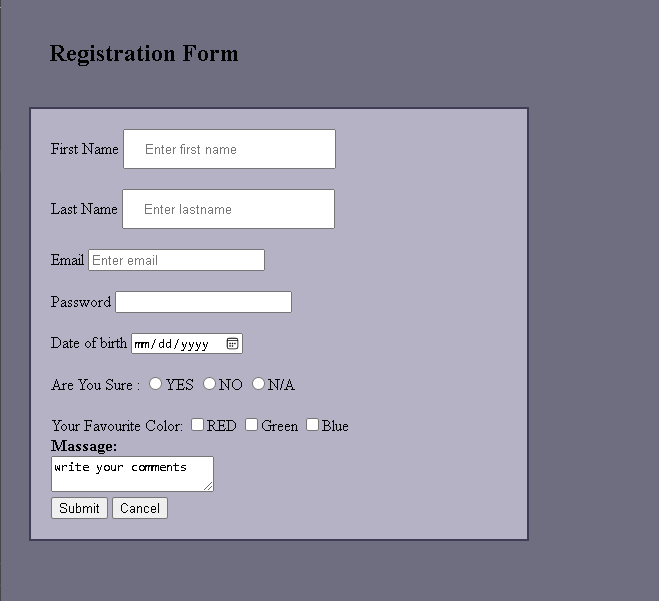 Registration Form
First Name Enter first name
Last Name Enter lastname
Email Enter email
Password
Date of birth mm/dd/yyyy
Are You Sure : YES NO N/A
Your Favourite Color: RED Green Blue
Massage:
write your comments
Submit Cancel